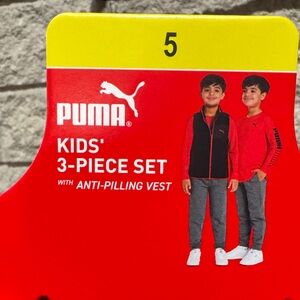 5
PUMA®
KIDS'
3-PIECE SET
WITH ANTI-PILLING VEST